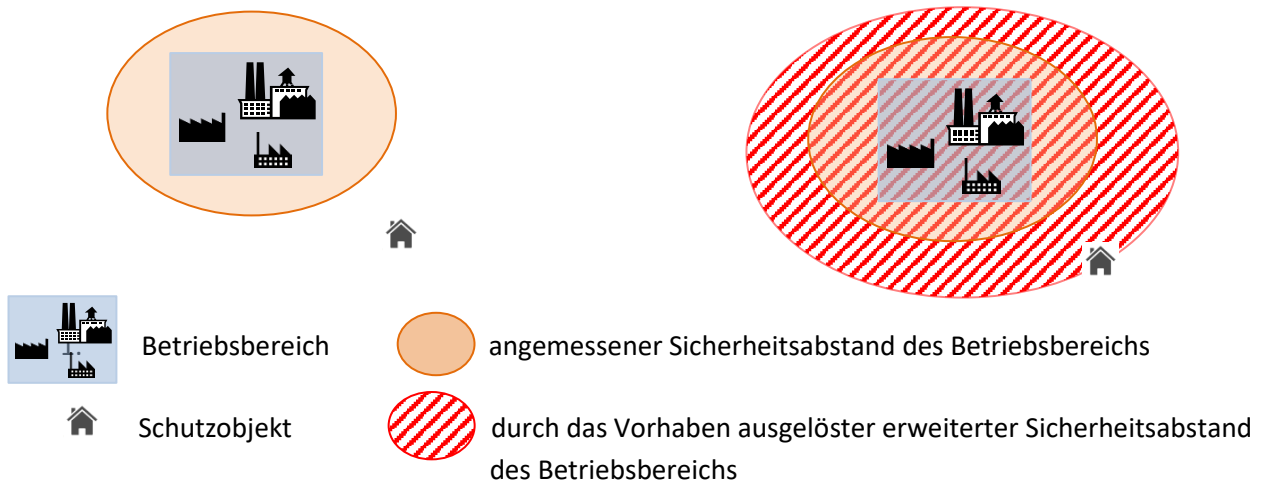 Betriebsbereich
angemessener Sicherheitsabstand des Betriebsbereichs
Schutzobjekt
durch das Vorhaben ausgelöster erweiterter Sicherheitsabstand
des Betriebsbereichs